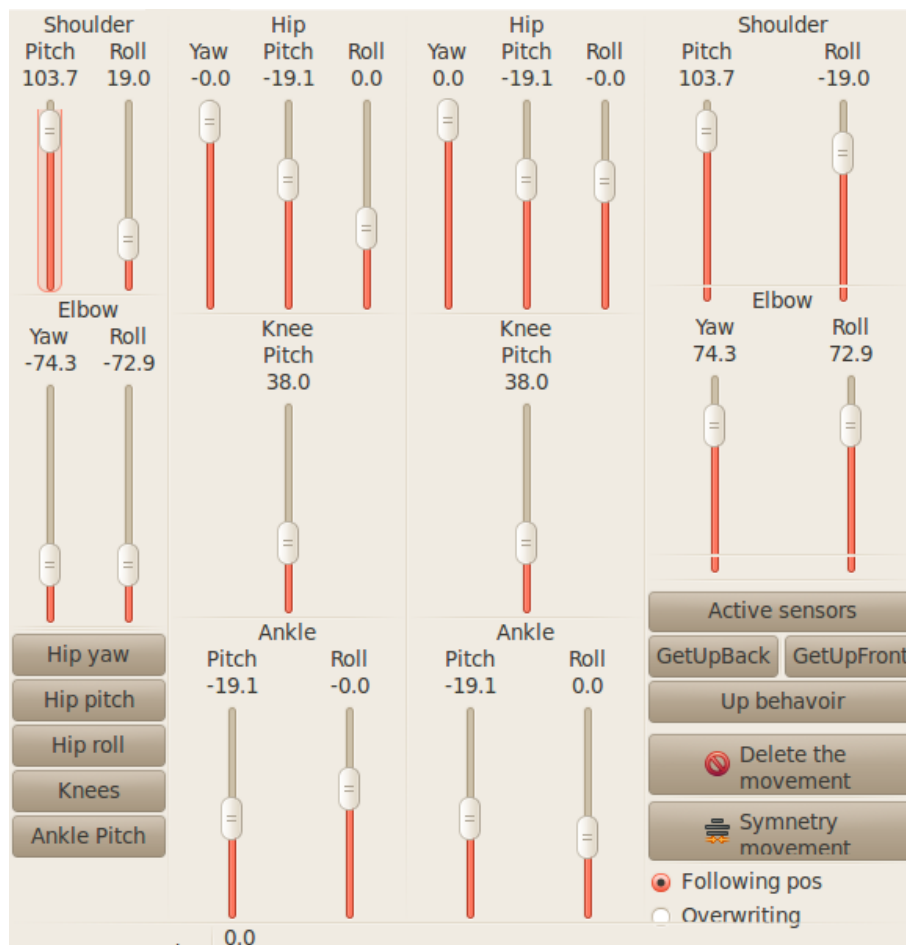 Shoulder
Pitch Roll
103.7 19.0
Elbow
Yaw Roll
-74.3 -72.9
Hip yaw
Hip pitch
Hip roll
Knees
Ankle Pitch
Hip
Yaw Pitch Roll
-0.0 -19.1 0.0
Knee
Pitch
38.0
Ankle
Pitch Roll
-19.1 -0.0
0.0
Hip
Yaw Pitch Roll
0.0 -19.1 -0.0
Knee
Pitch
38.0
Ankle
Pitch Roll
-19.1 0.0
Shoulder
Pitch Roll
103.7 -19.0
Elbow
Yaw Roll
74.3 72.9
Active sensors
GetUpBack GetUpFront
Up behavoir
Delete the
movement
Symnetry
movement
Following pos
Overwriting